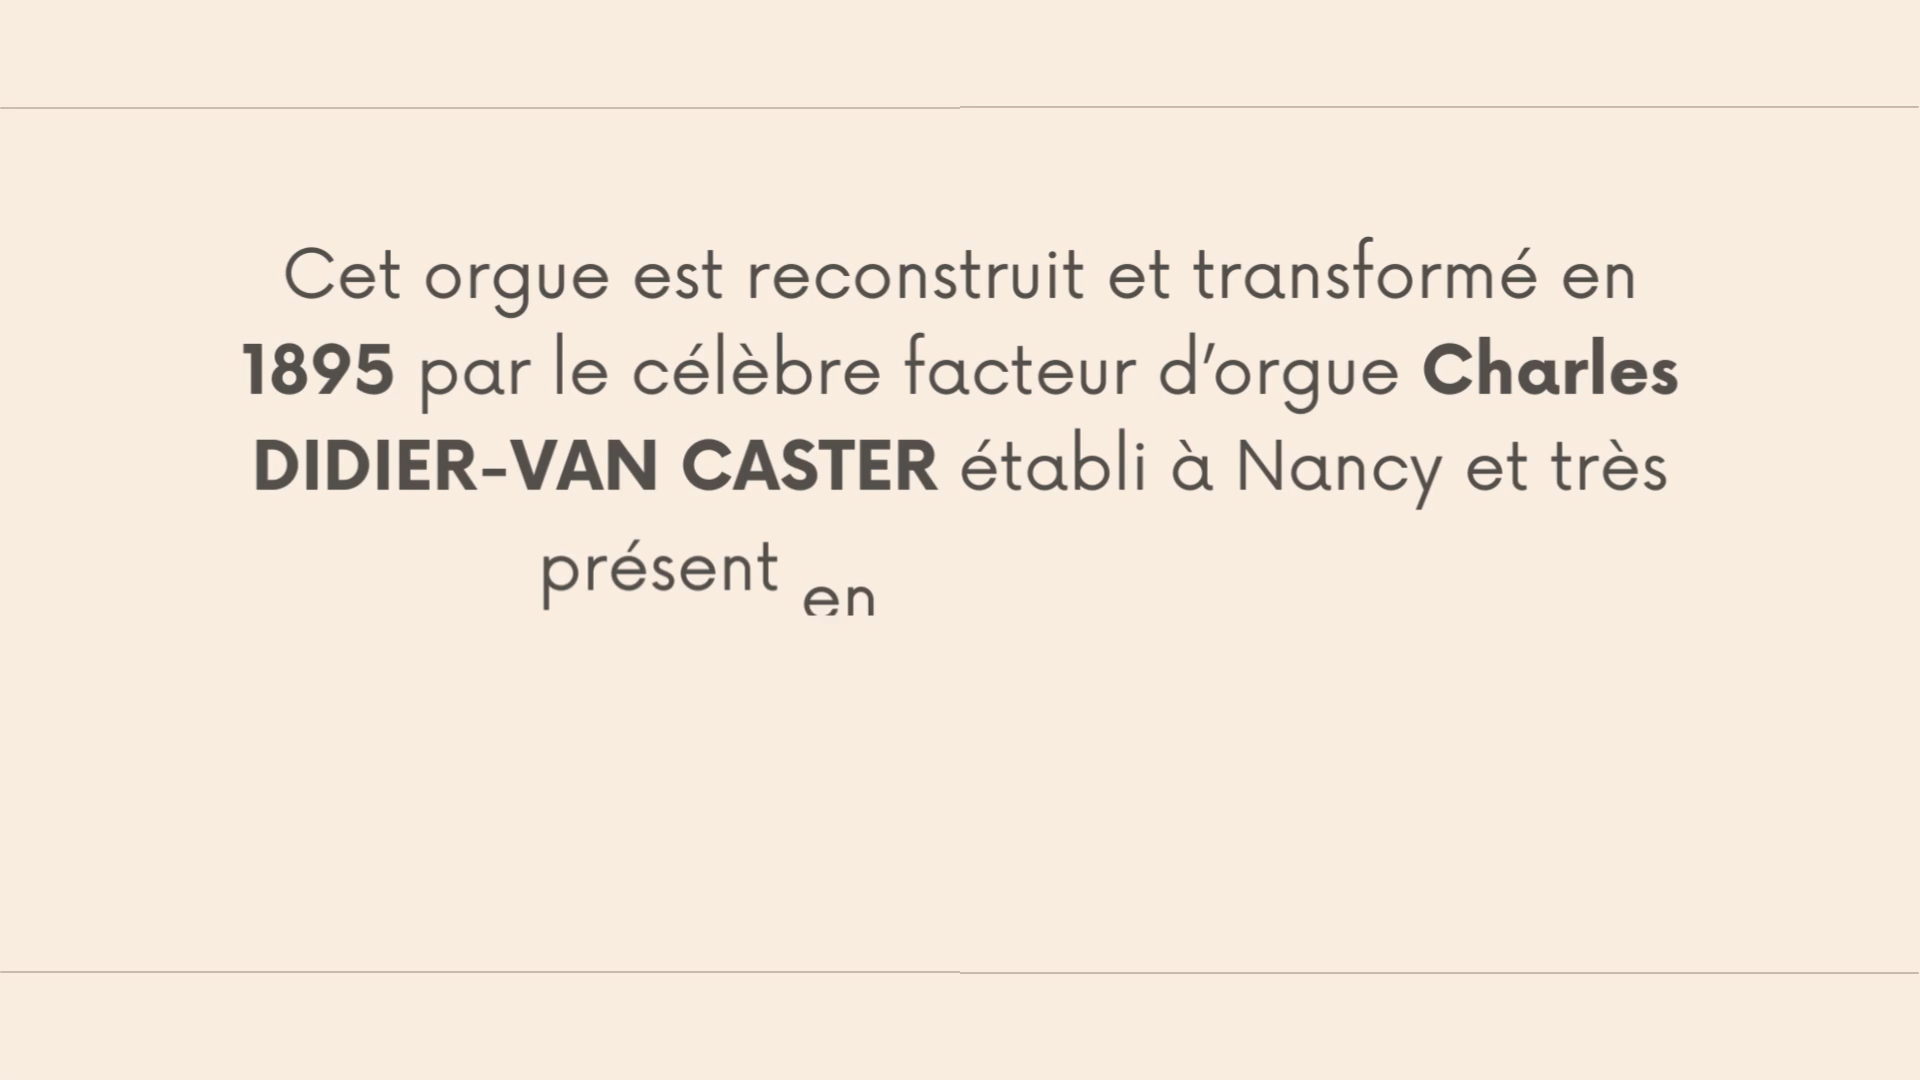 Cet orgue est reconstruit et transformé en
1895 par le célèbre facteur d’orgue Charles
DIDIER-VAN CASTER établi à Nancy et très
présent en